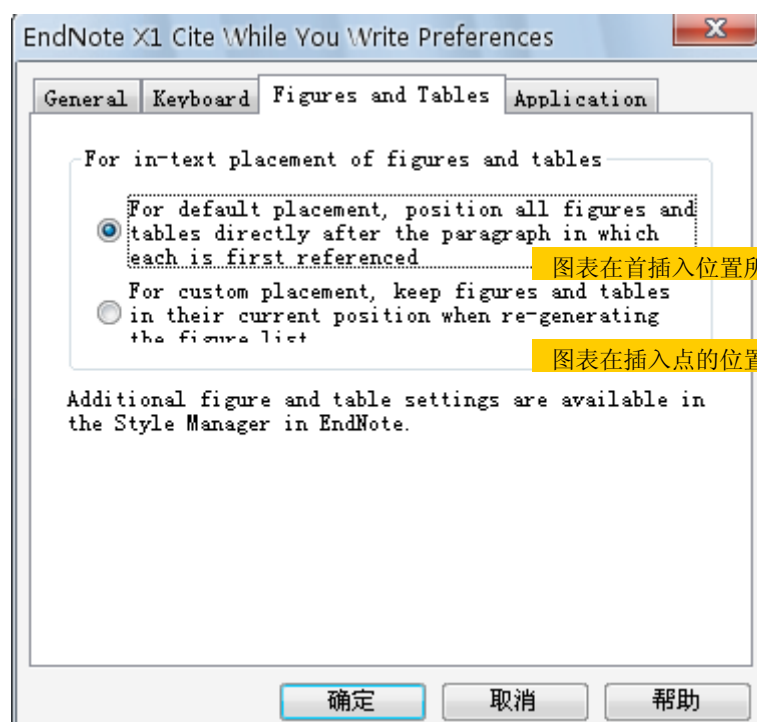 EndNote X1 Cite While You Write Preferences
General Keyboard Figures and Tables Application
For in-text placement of figures and tables
For default placement, position all figures and
tables directly after the paragraph in which
each is first referenced
图表在首插入位置所
For custom placement, keep figures and tables
in their current position when re-generating
the figure list
图表在插入点的位置
Additional figure and table settings are available in
the Style Manager in EndNote.
确定 取消 帮助